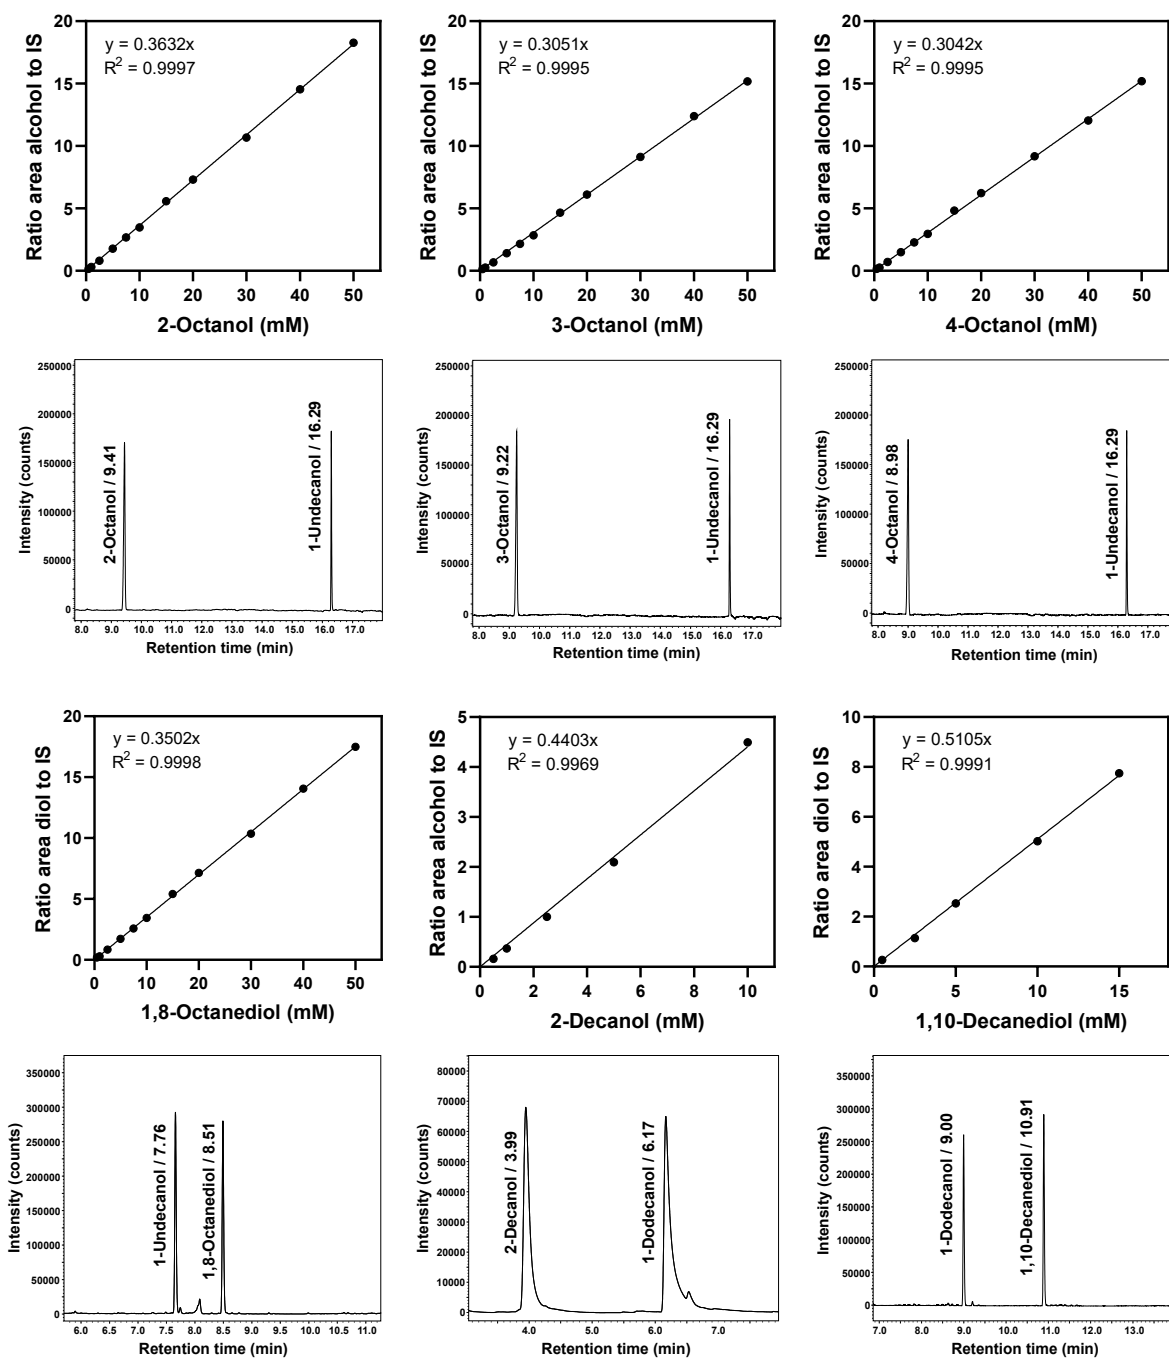 Ratio area alcohol to IS
20
15
10
5
0
y = 0.3632x
R² = 0.9997
0 10 20 30 40 50
2-Octanol (mM)
Ratio area alcohol to IS
20
15
10
5
0
y = 0.3051x
R² = 0.9995
0 10 20 30 40 50
3-Octanol (mM)
Ratio area alcohol to IS
20
15
10
5
0
y = 0.3042x
R² = 0.9995
0 10 20 30 40 50
4-Octanol (mM)
Intensity (counts)
250000
200000
150000
100000
50000
0
2-Octanol / 9.41
1-Undecanol / 16.29
8.0 9.0 10.0 11.0 12.0 13.0 14.0 15.0 16.0 17.0
Retention time (min)
Intensity (counts)
250000
200000
150000
100000
50000
0
3-Octanol / 9.22
1-Undecanol / 16.29
8.0 9.0 10.0 11.0 12.0 13.0 14.0 15.0 16.0 17.0
Retention time (min)
Intensity (counts)
250000
200000
150000
100000
50000
0
4-Octanol / 8.98
1-Undecanol / 16.29
8.0 9.0 10.0 11.0 12.0 13.0 14.0 15.0 16.0 17.0
Retention time (min)
Ratio area diol to IS
20
15
10
5
0
y = 0.3502x
R² = 0.9998
0 10 20 30 40 50
1,8-Octanediol (mM)
Ratio area alcohol to IS
5
4
3
2
1
0
y = 0.4403x
R² = 0.9969
0 2 4 6 8 10
2-Decanol (mM)
Ratio area diol to IS
10
8
6
4
2
0
y = 0.5105x
R² = 0.9991
0 5 10 15
1,10-Decanediol (mM)
Intensity (counts)
350000
300000
250000
200000
150000
100000
50000
0
1-Undecanol / 7.76
1,8-Octanediol / 8.51
6.0 6.5 7.0 7.5 8.0 8.5 9.0 9.5 10.0 10.5 11.0
Retention time (min)
Intensity (counts)
80000
70000
60000
50000
40000
30000
20000
10000
0
2-Decanol / 3.99
1-Dodecanol / 6.17
4.0 5.0 6.0 7.0
Retention time (min)
Intensity (counts)
350000
300000
250000
200000
150000
100000
50000
0
1-Dodecanol / 9.00
1,10-Decanediol / 10.91
7.0 8.0 9.0 10.0 11.0 12.0 13.0
Retention time (min)